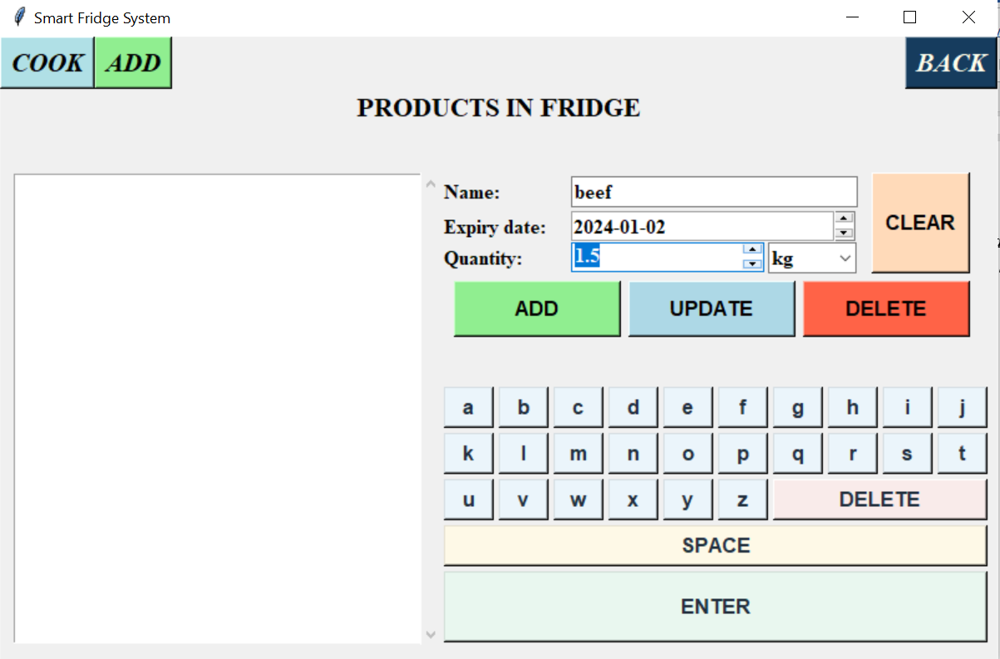 Smart Fridge System
COOK ADD BACK
PRODUCTS IN FRIDGE
Name: beef
CLEAR
Expiry date: 2024-01-02
Quantity: 1.5 kg
ADD UPDATE DELETE
a b c d e f g h i j
k l m n o p q r s t
u v w x y z DELETE
SPACE
ENTER